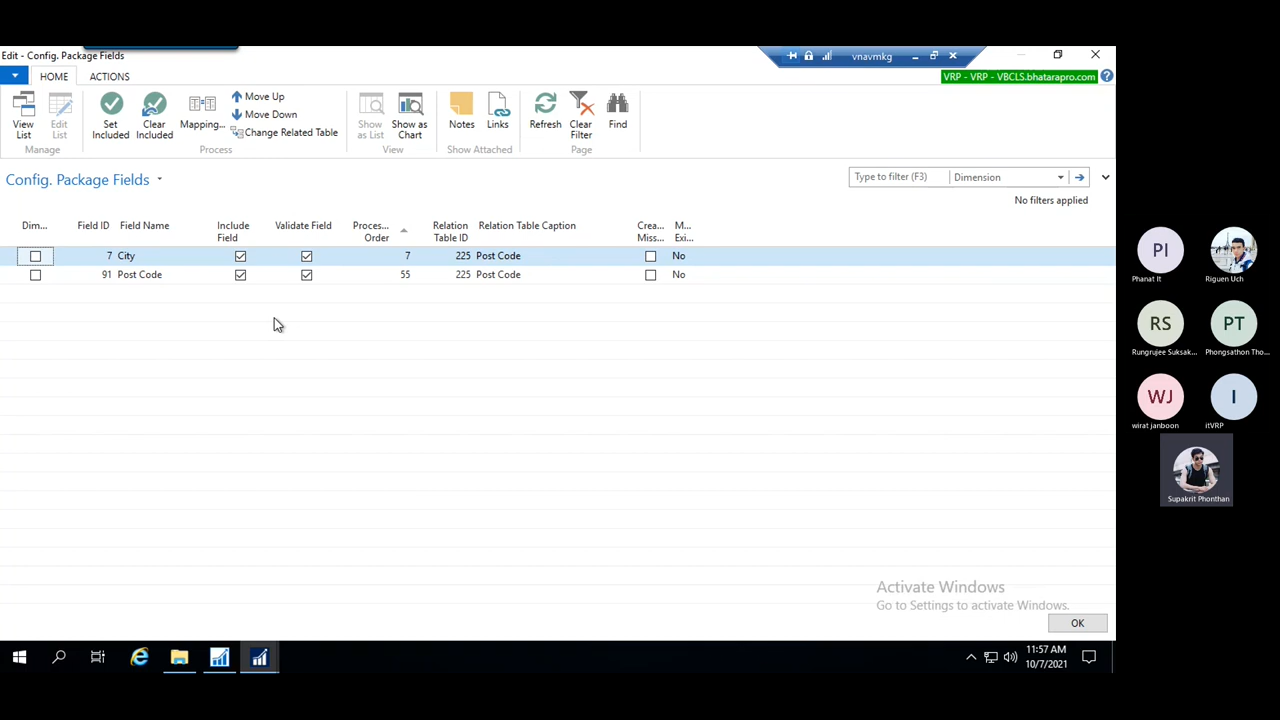 Edit - Config. Package Fields
vnavmkg
HOME
ACTIONS
VRP - VRP - VBCLS.bhatarapro.com
View List
Edit List
Set Included
Clear Included
Mapping...
Move Up
Move Down
Change Related Table
Show as List
Show as Chart
Notes
Links
Refresh
Clear Filter
Find
Manage
Process
View
Show Attached
Page
Config. Package Fields
Type to filter (F3)
Dimension
No filters applied
Dim... Field ID Field Name Include Field Validate Field Proces... Order Relation Table ID Relation Table Caption Crea... Miss... M... Exi...
7 City 7 225 Post Code No
91 Post Code 55 225 Post Code No
PI
Phanat It
Riguen Uch
RS
Rungrujee Suksak...
PT
Phongsathon Tho...
WJ
wirat janboon
I
itVRP
Supakrit Phonthan
Activate Windows
Go to Settings to activate Windows.
OK
11:57 AM
10/7/2021